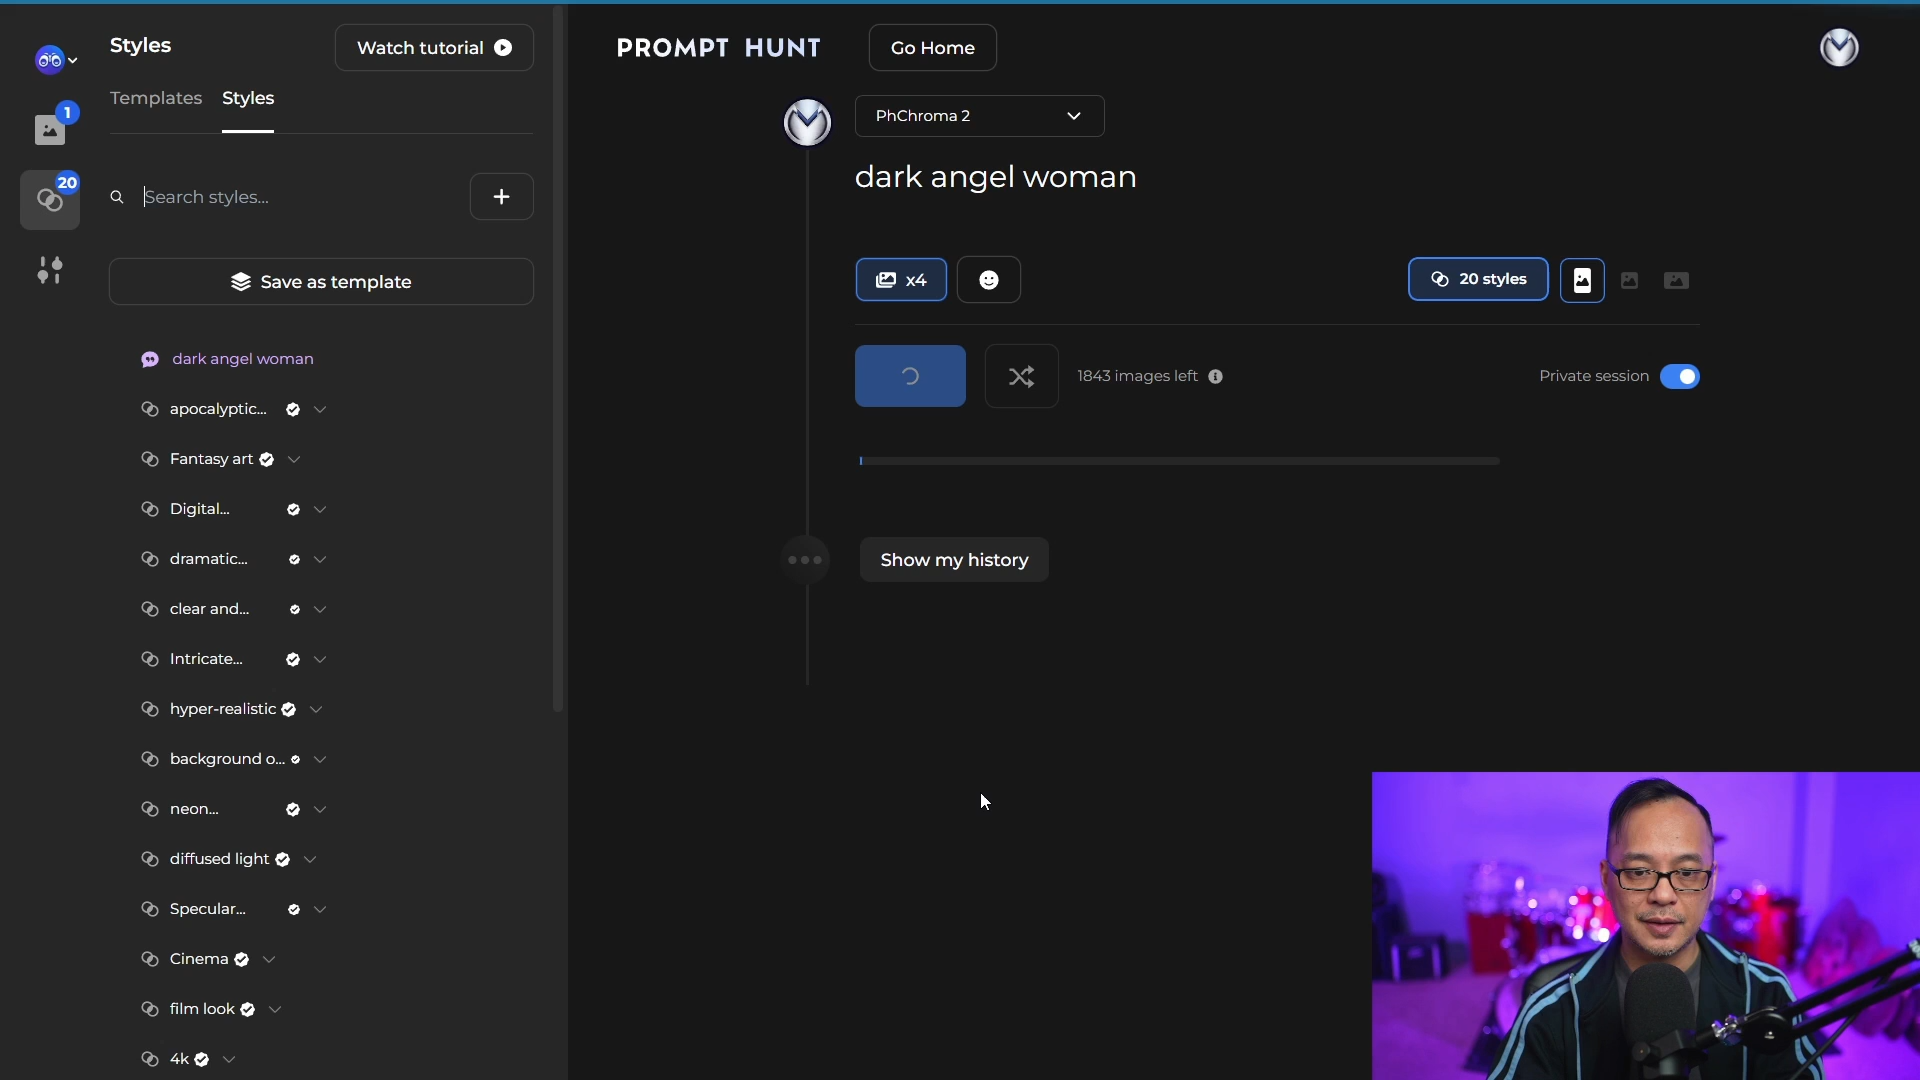 Styles
Watch tutorial
Templates
Styles
1
20
Search styles...
+
Save as template
dark angel woman
apocalyptic...
Fantasy art
Digital...
dramatic...
clear and...
Intricate...
hyper-realistic
background o...
neon...
diffused light
Specular...
Cinema
film look
4k
PROMPT HUNT
Go Home
PhChroma 2
dark angel woman
x4
20 styles
1843 images left
Private session
Show my history